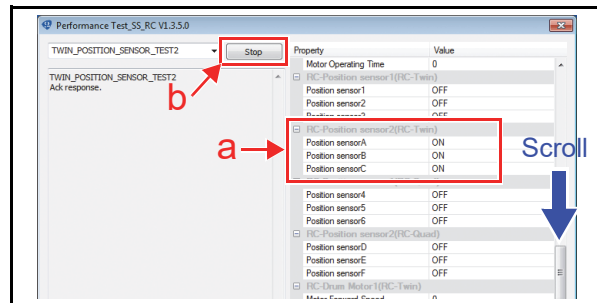 Performance Test_SS_RC V1.3.5.0
TWIN_POSITION_SENSOR_TEST2
Stop
TWIN_POSITION_SENSOR_TEST2
Ack response.
b
a
Property Value
Motor Operating Time 0
RC-Position sensor1(RC-Twin)
Position sensor1 OFF
Position sensor2 OFF
Position sensor3 OFF
RC-Position sensor2(RC-Twin)
Position sensorA ON
Position sensorB ON
Position sensorC ON
Scroll
Position sensor4 OFF
Position sensor5 OFF
Position sensor6 OFF
RC-Position sensor2(RC-Quad)
Position sensorD OFF
Position sensorE OFF
Position sensorF OFF
RC-Drum Motor1(RC-Twin)
Motor Forward Speed 0